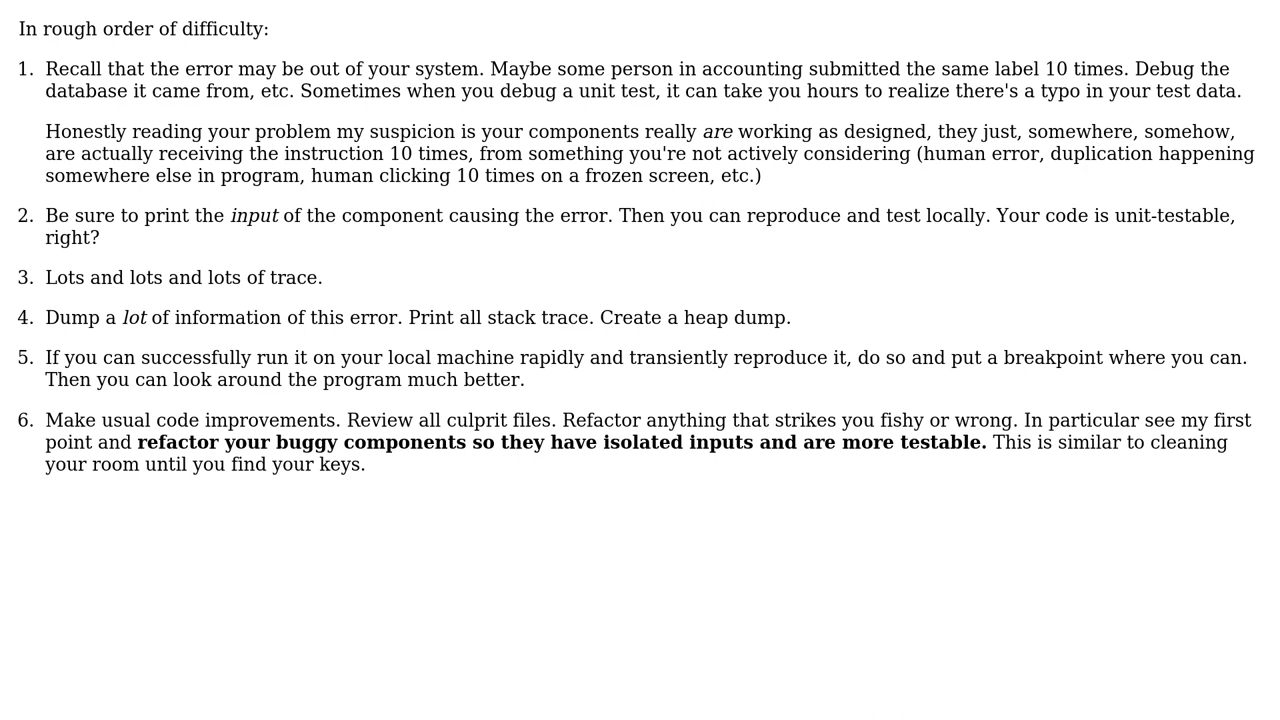 In rough order of difficulty:
1. Recall that the error may be out of your system. Maybe some person in accounting submitted the same label 10 times. Debug the
database it came from, etc. Sometimes when you debug a unit test, it can take you hours to realize there's a typo in your test data.
Honestly reading your problem my suspicion is your components really are working as designed, they just, somewhere, somehow,
are actually receiving the instruction 10 times, from something you're not actively considering (human error, duplication happening
somewhere else in program, human clicking 10 times on a frozen screen, etc.)
2. Be sure to print the input of the component causing the error. Then you can reproduce and test locally. Your code is unit-testable,
right?
3. Lots and lots and lots of trace.
4. Dump a lot of information of this error. Print all stack trace. Create a heap dump.
5. If you can successfully run it on your local machine rapidly and transiently reproduce it, do so and put a breakpoint where you can.
Then you can look around the program much better.
6. Make usual code improvements. Review all culprit files. Refactor anything that strikes you fishy or wrong. In particular see my first
point and refactor your buggy components so they have isolated inputs and are more testable. This is similar to cleaning
your room until you find your keys.